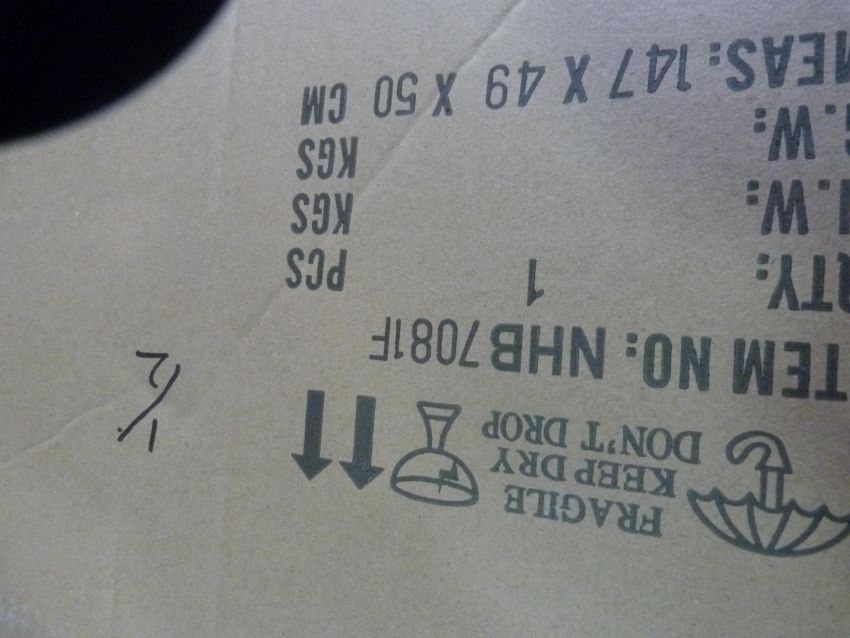 FRAGILE
KEEP DRY
DON'T DROP
1/2
TEM NO: NHB7081F
QTY: 1 PCS
N.W: KGS
G.W: KGS
MEAS: 147 X 49 X 50 CM